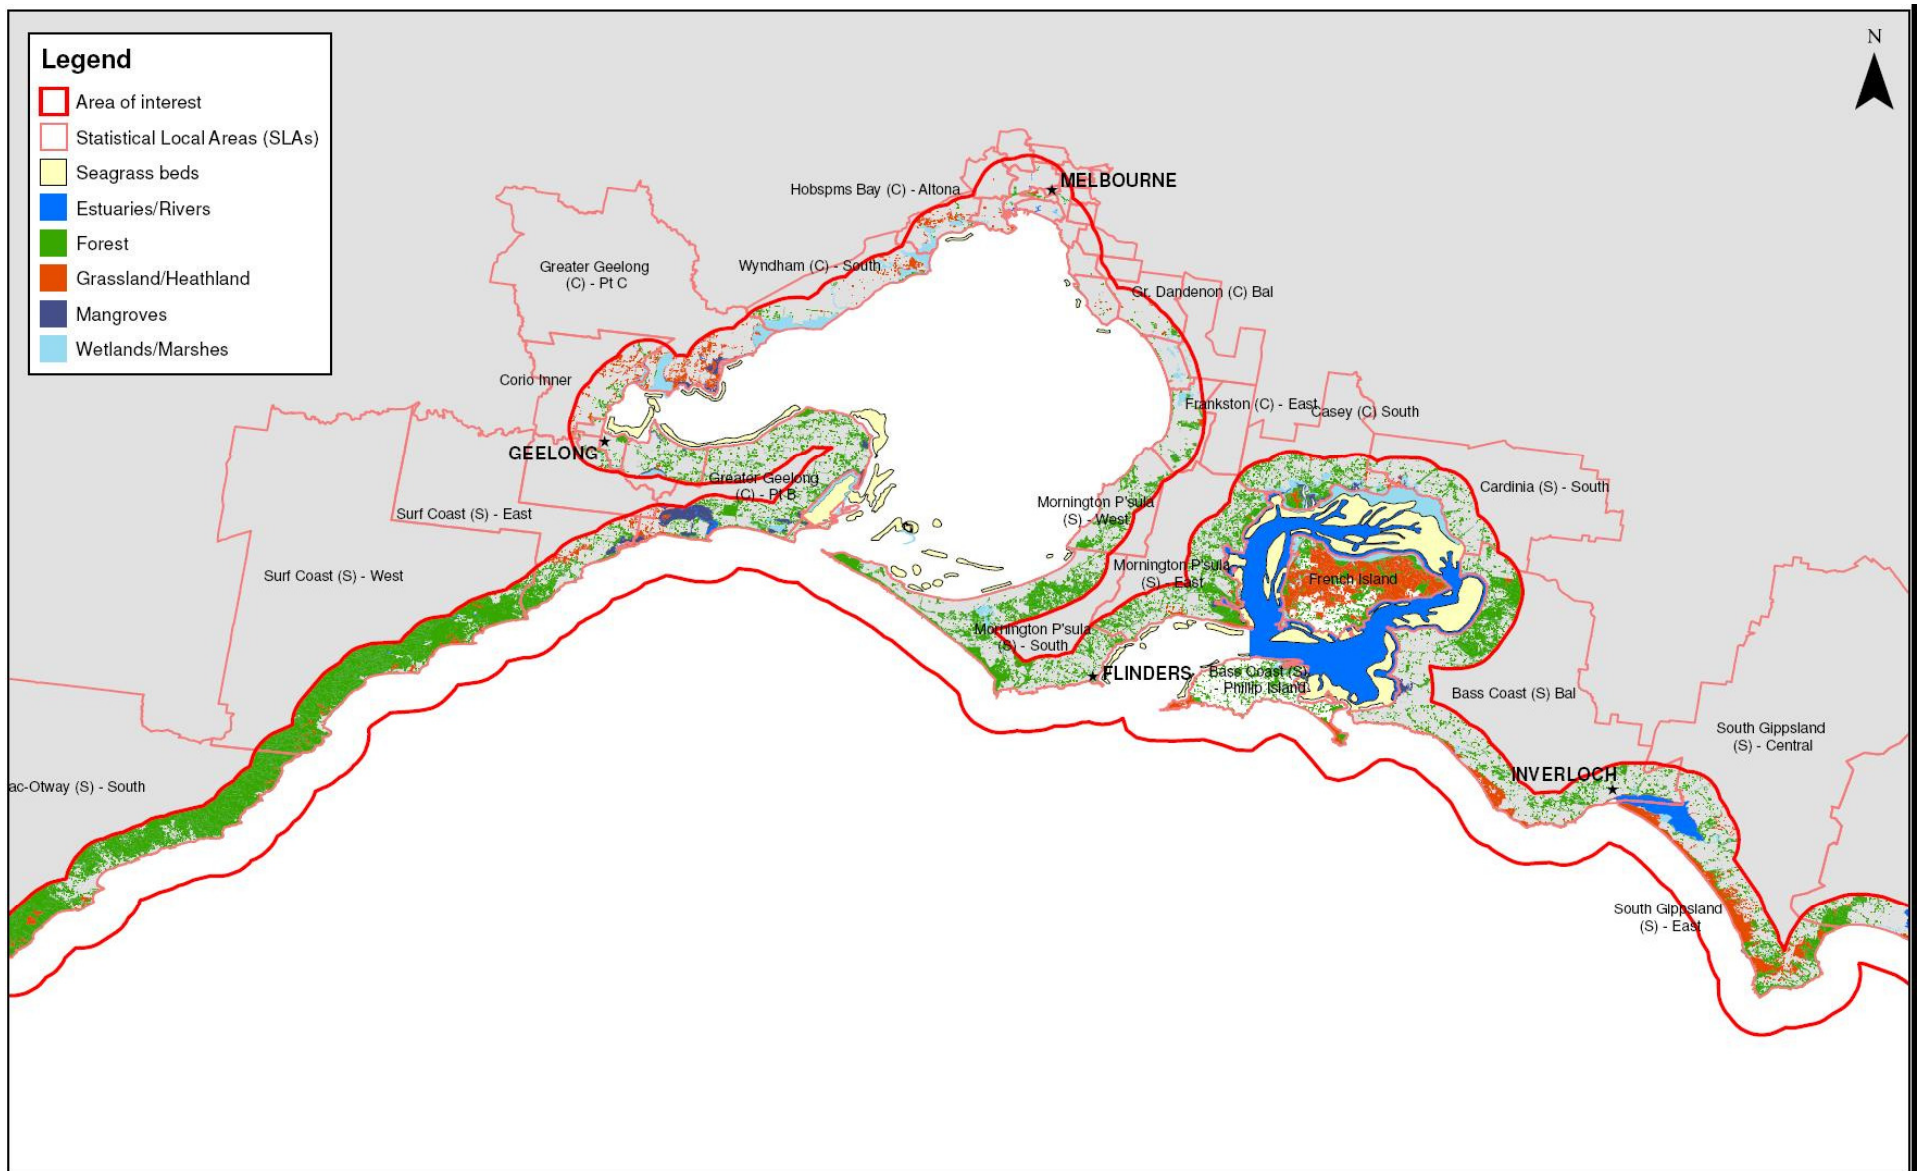 Legend
Area of interest
Statistical Local Areas (SLAs)
Seagrass beds
Estuaries/Rivers
Forest
Grassland/Heathland
Mangroves
Wetlands/Marshes
N
MELBOURNE
Hobspms Bay (C) - Altona
Greater Geelong
(C) - Pt C
Wyndham (C) - South
Gr. Dandenon (C) Bal
Corio Inner
Frankston (C) - East
Casey (C) South
GEELONG
Greater Geelong
(C) - Pt B
Cardinia (S) - South
Surf Coast (S) - East
Mornington P'sula
(S) - West
Surf Coast (S) - West
Mornington P'sula
(S) - East
French Island
Mornington P'sula
(S) - South
FLINDERS
Bass Coast (S)
- Phillip Island
Bass Coast (S) Bal
South Gippsland
(S) - Central
INVERLOCH
ac-Otway (S) - South
South Gippsland
(S) - East